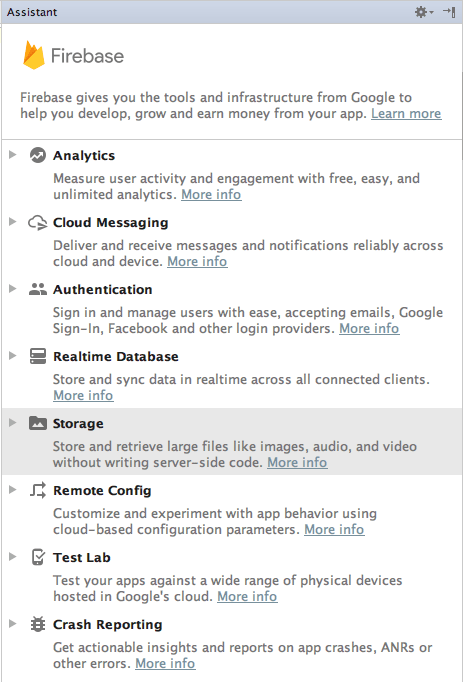 Assistant
Firebase
Firebase gives you the tools and infrastructure from Google to
help you develop, grow and earn money from your app. Learn more
Analytics
Measure user activity and engagement with free, easy, and
unlimited analytics. More info
Cloud Messaging
Deliver and receive messages and notifications reliably across
cloud and device. More info
Authentication
Sign in and manage users with ease, accepting emails, Google
Sign-In, Facebook and other login providers. More info
Realtime Database
Store and sync data in realtime across all connected clients.
More info
Storage
Store and retrieve large files like images, audio, and video
without writing server-side code. More info
Remote Config
Customize and experiment with app behavior using
cloud-based configuration parameters. More info
Test Lab
Test your apps against a wide range of physical devices
hosted in Google's cloud. More info
Crash Reporting
Get actionable insights and reports on app crashes, ANRs or
other errors. More info